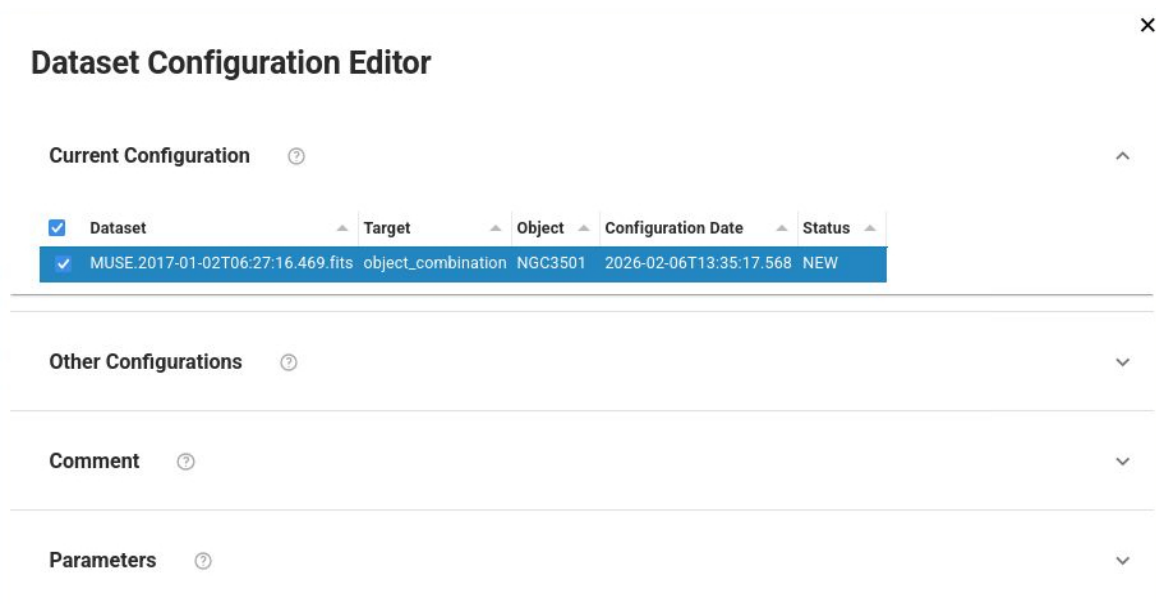 Dataset Configuration Editor
Current Configuration
Dataset Target Object Configuration Date Status
MUSE.2017-01-02T06:27:16.469.fits object_combination NGC3501 2026-02-06T13:35:17.568 NEW
Other Configurations
Comment
Parameters